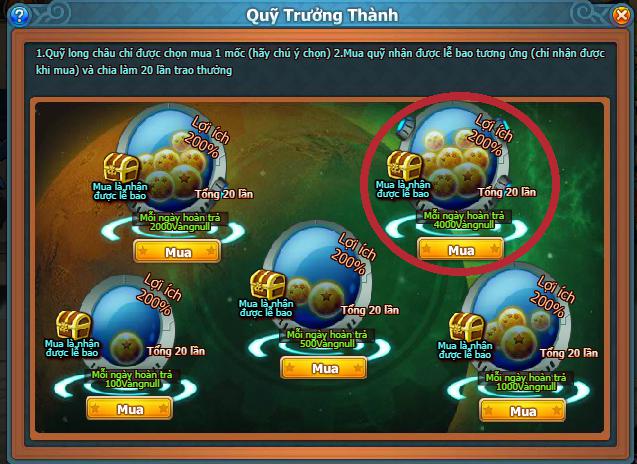 Quỹ Trưởng Thành
1.Quỹ long châu chỉ được chọn mua 1 mốc (hãy chú ý chọn) 2.Mua quỹ nhận được lễ bao tương ứng (chỉ nhận được
khi mua) và chia làm 20 lần trao thưởng
Lợi ích
200%
Mua là nhận
được lễ bao
Tổng 20 lần
Mỗi ngày hoàn trả
2000Vàngnull
Mua
Lợi ích
200%
Mua là nhận
được lễ bao
Tổng 20 lần
Mỗi ngày hoàn trả
4000Vàngnull
Mua
Lợi ích
200%
Mua là nhận
được lễ bao
Tổng 20 lần
Mỗi ngày hoàn trả
100Vàngnull
Mua
Lợi ích
200%
Mua là nhận
được lễ bao
Tổng 20 lần
Mỗi ngày hoàn trả
500Vàngnull
Mua
Lợi ích
200%
Mua là nhận
được lễ bao
Tổng 20 lần
Mỗi ngày hoàn trả
1000Vàngnull
Mua